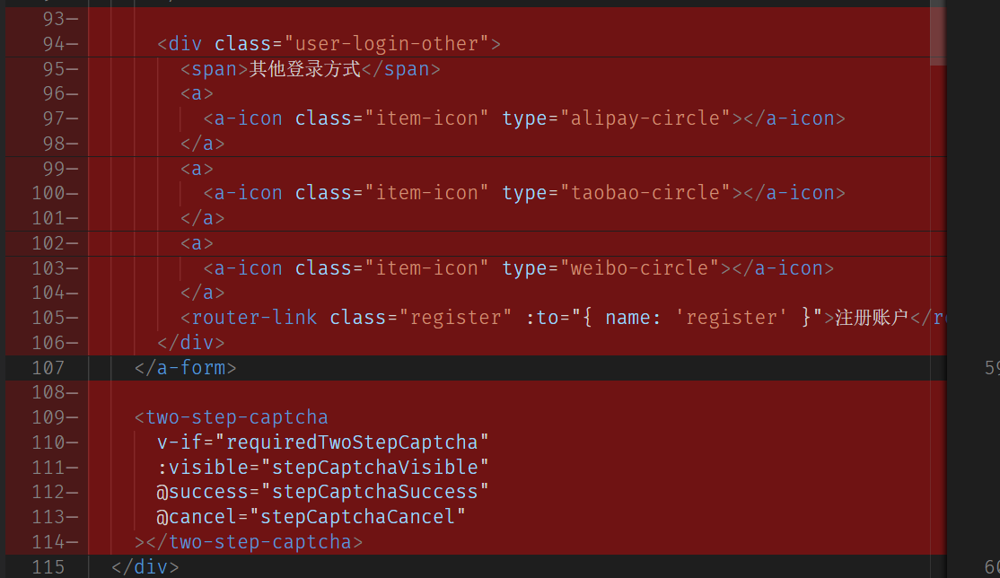 93—
94— <div class="user-login-other">
95— <span>其他登录方式</span>
96— <a>
97— <a-icon class="item-icon" type="alipay-circle"></a-icon>
98— </a>
99— <a>
100— <a-icon class="item-icon" type="taobao-circle"></a-icon>
101— </a>
102— <a>
103— <a-icon class="item-icon" type="weibo-circle"></a-icon>
104— </a>
105— <router-link class="register" :to="{ name: 'register' }">注册账户</
106— </div>
107 </a-form>
108—
109— <two-step-captcha
110— v-if="requiredTwoStepCaptcha"
111— :visible="stepCaptchaVisible"
112— @success="stepCaptchaSuccess"
113— @cancel="stepCaptchaCancel"
114— ></two-step-captcha>
115 </div>